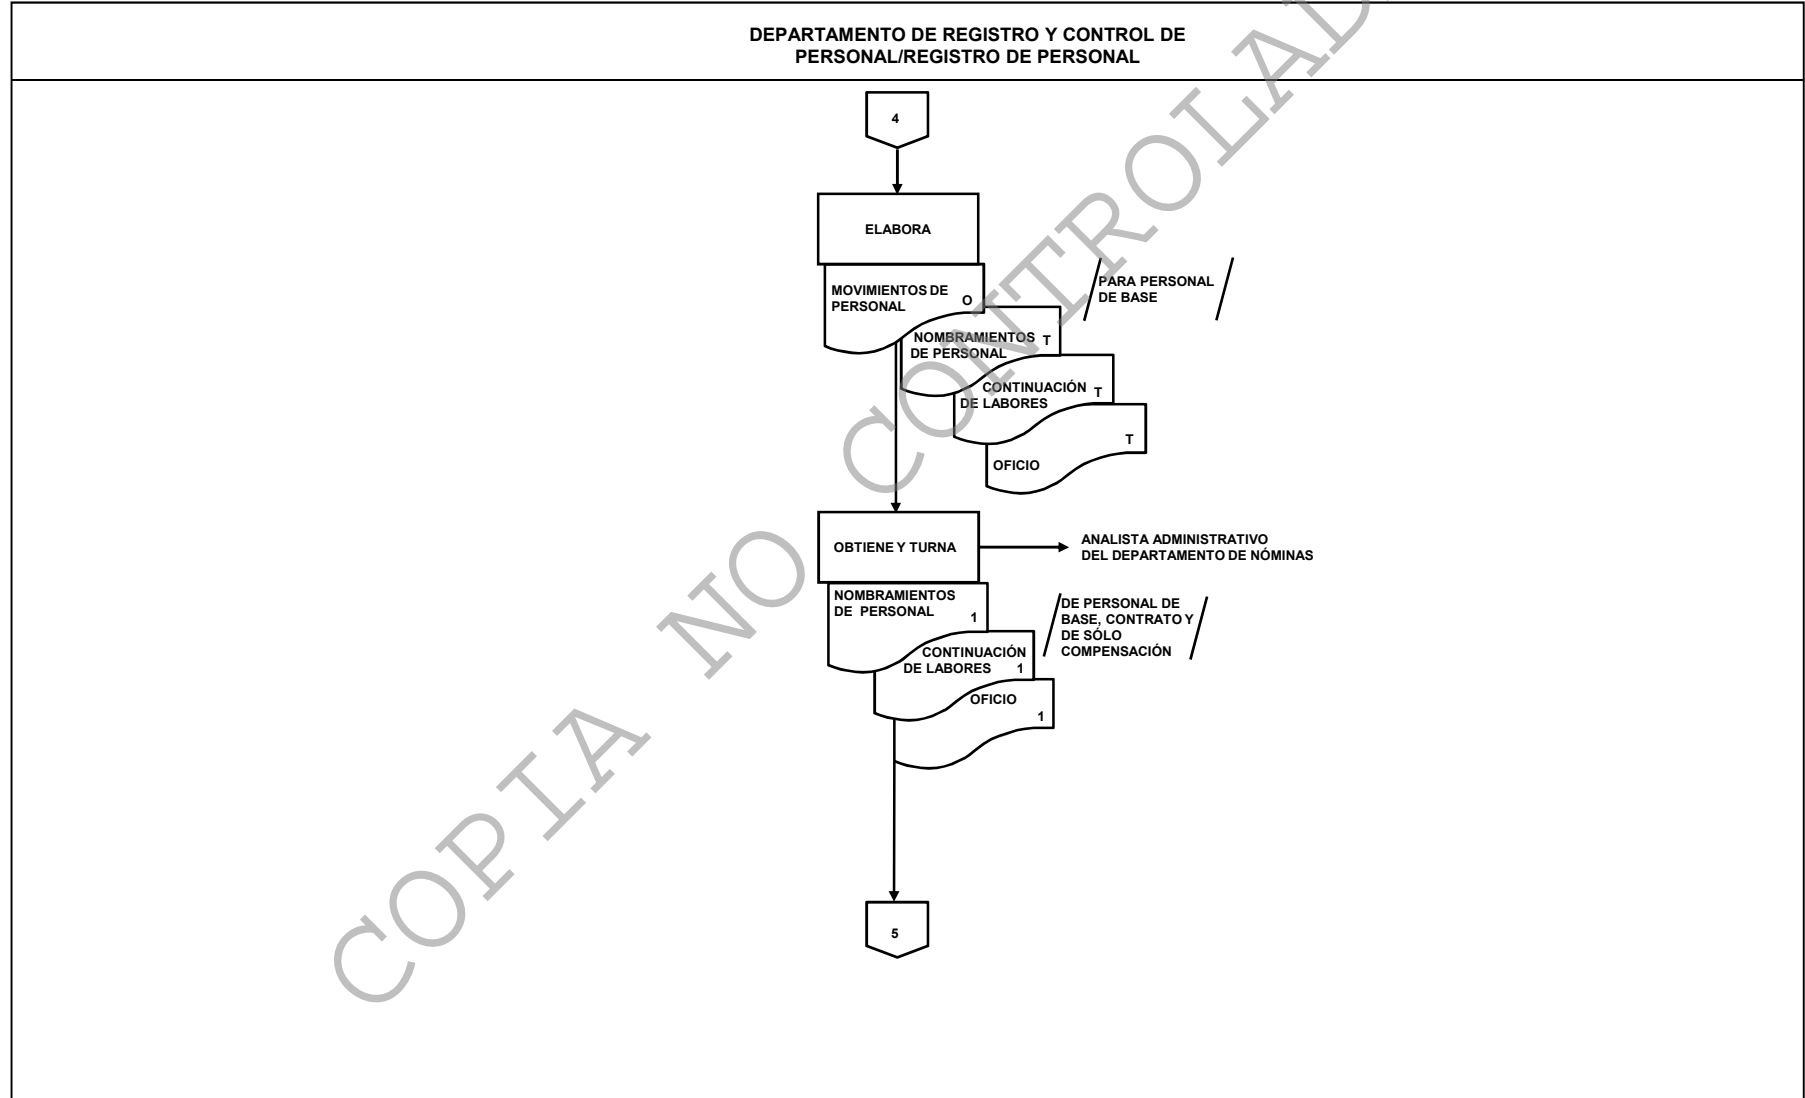 DEPARTAMENTO DE REGISTRO Y CONTROL DE
PERSONAL/REGISTRO DE PERSONAL
4
ELABORA
MOVIMIENTOS DE
PERSONAL O
PARA PERSONAL
DE BASE
NOMBRAMIENTOS T
DE PERSONAL
CONTINUACIÓN T
DE LABORES
T
OFICIO
OBTIENE Y TURNA
ANALISTA ADMINISTRATIVO
DEL DEPARTAMENTO DE NÓMINAS
NOMBRAMIENTOS
DE PERSONAL 1
DE PERSONAL DE
BASE, CONTRATO Y
DE SÓLO
COMPENSACIÓN
CONTINUACIÓN
DE LABORES 1
OFICIO
1
5
COPIA NO CONTROLAD